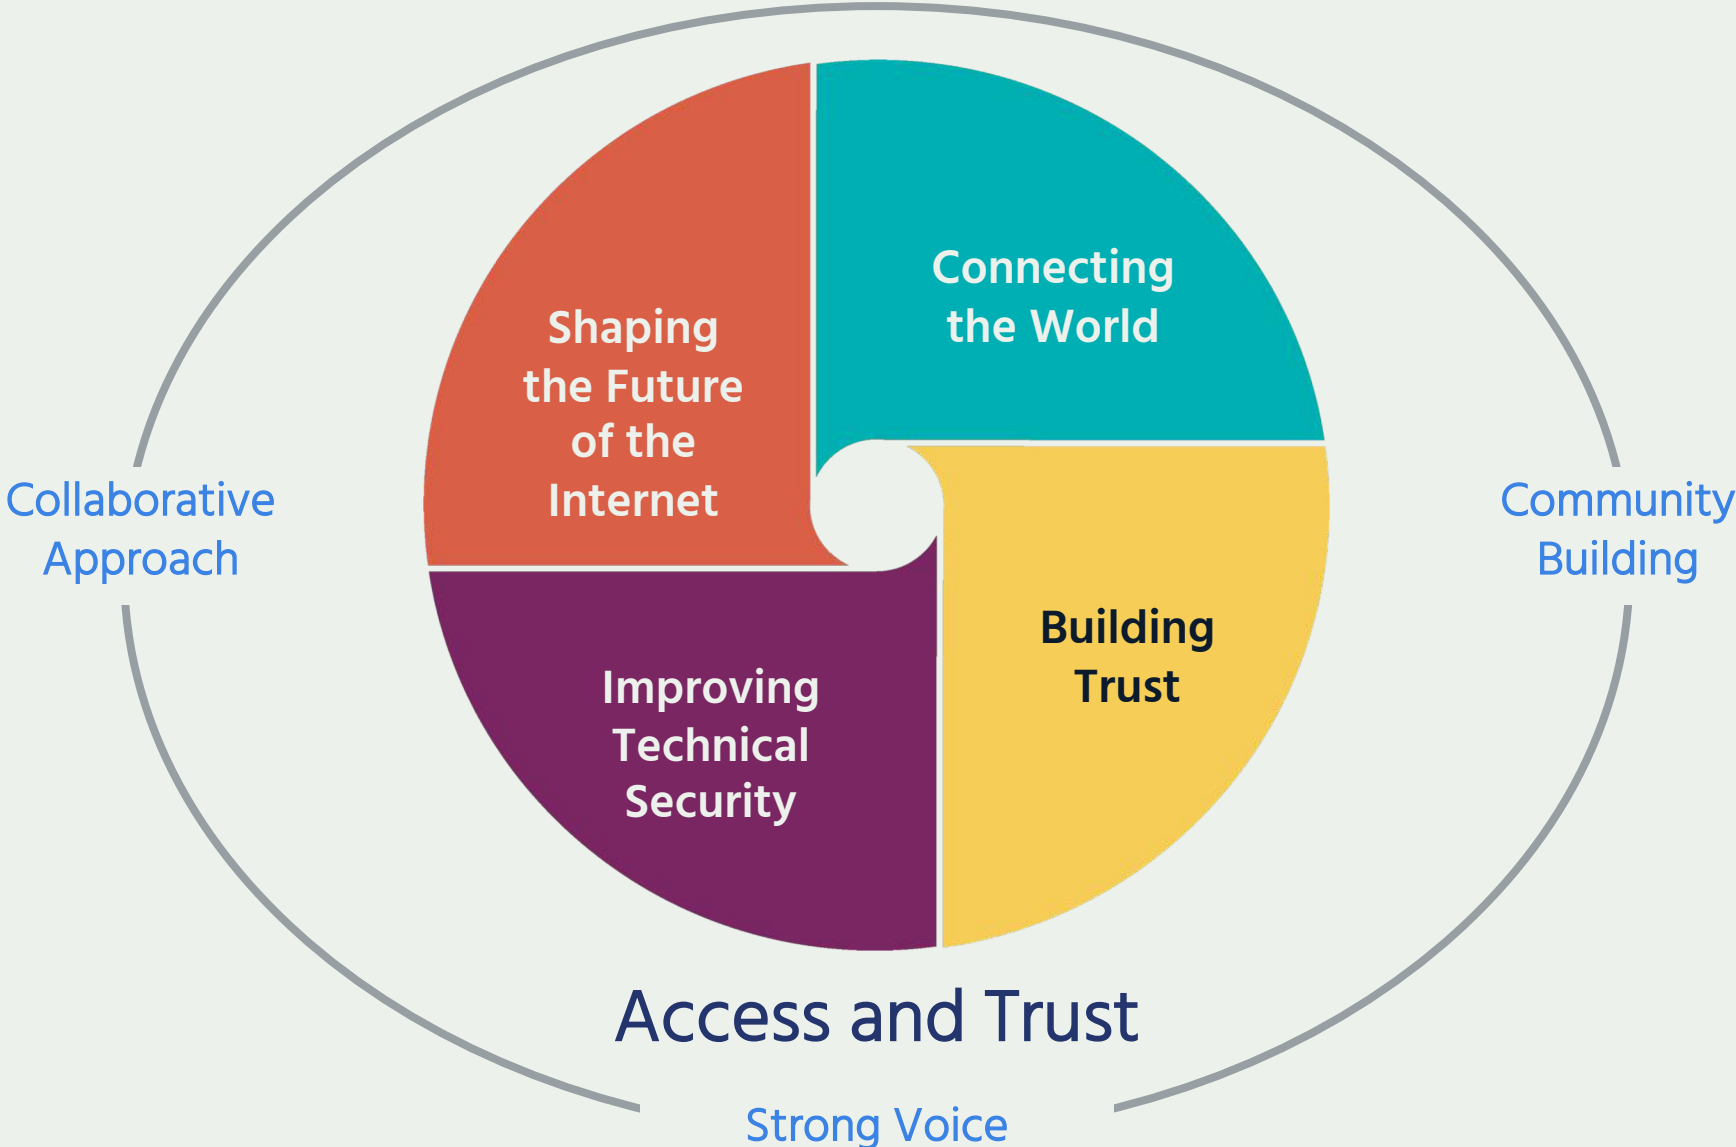 Connecting
the World
Shaping
the Future
of the
Internet
Collaborative
Approach
Community
Building
Building
Trust
Improving
Technical
Security
Access and Trust
Strong Voice